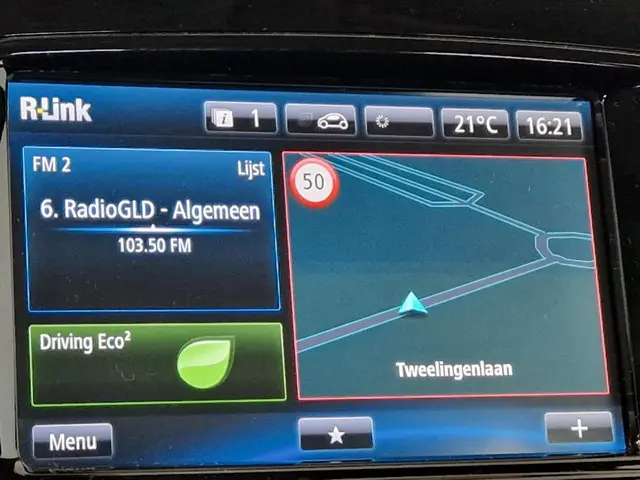 R-Link
1
21°C
16:21
FM 2
Lijst
6. RadioGLD - Algemeen
103.50 FM
50
Driving Eco²
Tweelingenlaan
Menu